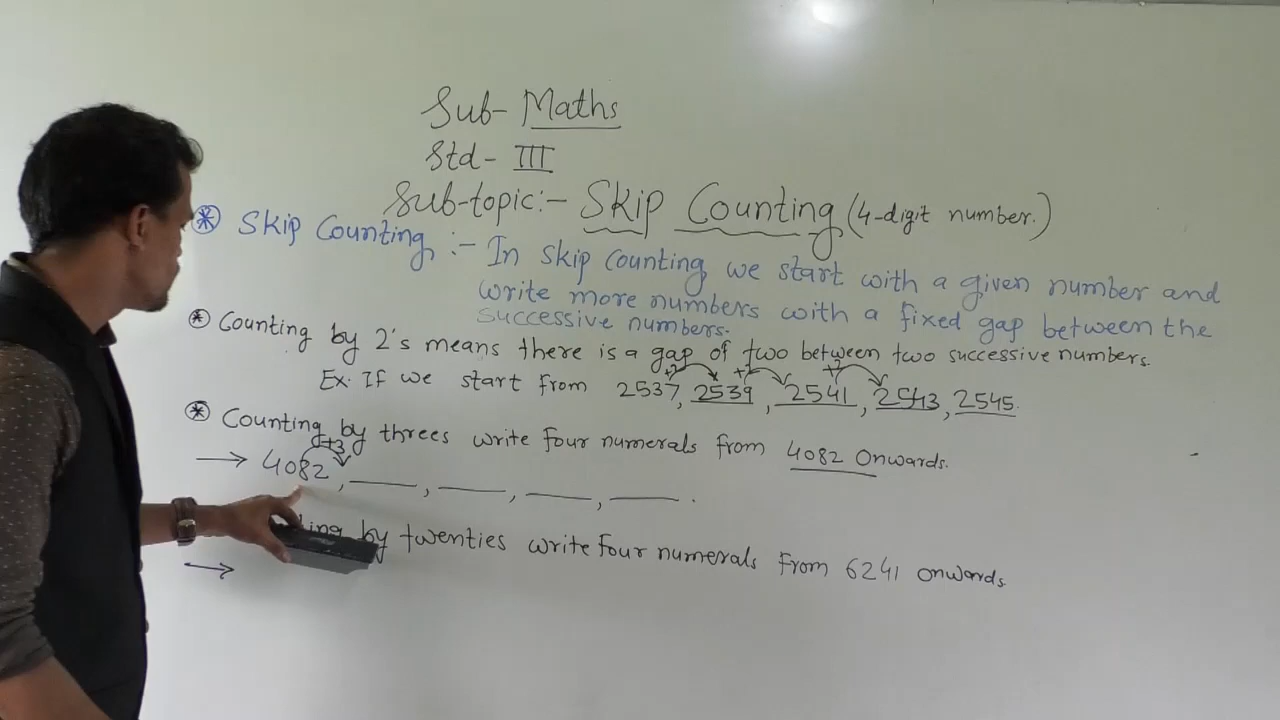 Sub- Maths
Std- III
Sub-topic:- Skip Counting (4-digit number.)
* Skip Counting :- In skip counting we start with a given number and
write more numbers with a fixed gap between the
successive numbers.
* Counting by 2's means there is a gap of two between two successive numbers.
+2 +2 +2
Ex. If we start from 2537, 2539, 2541, 2543, 2545.
* Counting by threes write four numerals from 4082 Onwards.
+3
→ 4082, ____, ____, ____, ____.
by twenties write four numerals from 6241 onwards.
→